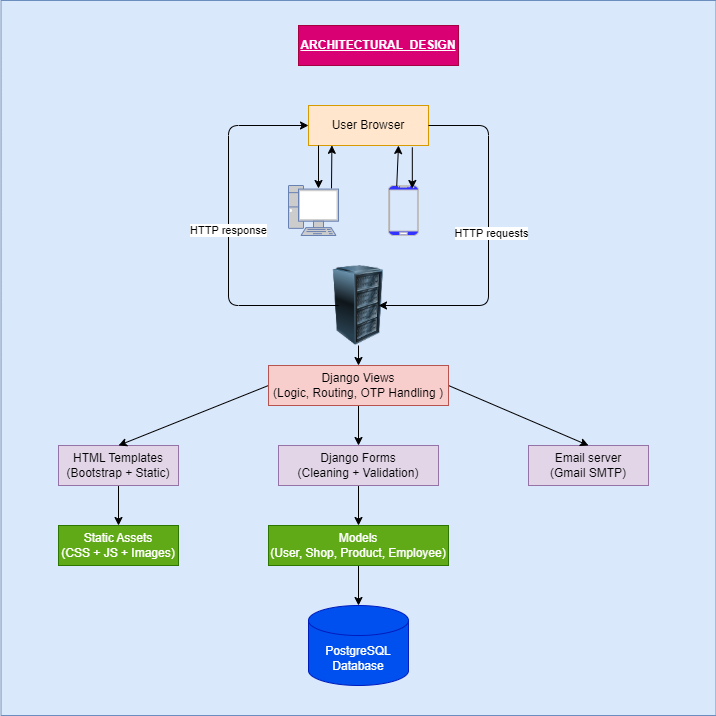 ARCHITECTURAL DESIGN
User Browser
HTTP response
HTTP requests
Django Views
(Logic, Routing, OTP Handling )
HTML Templates
(Bootstrap + Static)
Django Forms
(Cleaning + Validation)
Email server
(Gmail SMTP)
Static Assets
(CSS + JS + Images)
Models
(User, Shop, Product, Employee)
PostgreSQL
Database